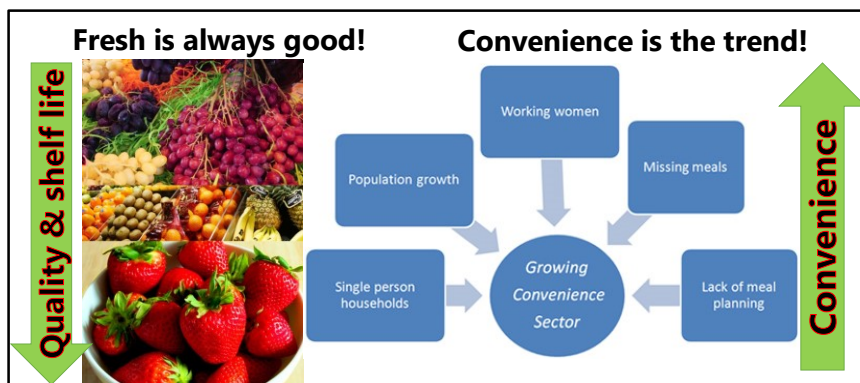 Fresh is always good!
Convenience is the trend!
Quality & shelf life
Working women
Population growth
Missing meals
Single person
households
Growing
Convenience
Sector
Lack of meal
planning
Convenience